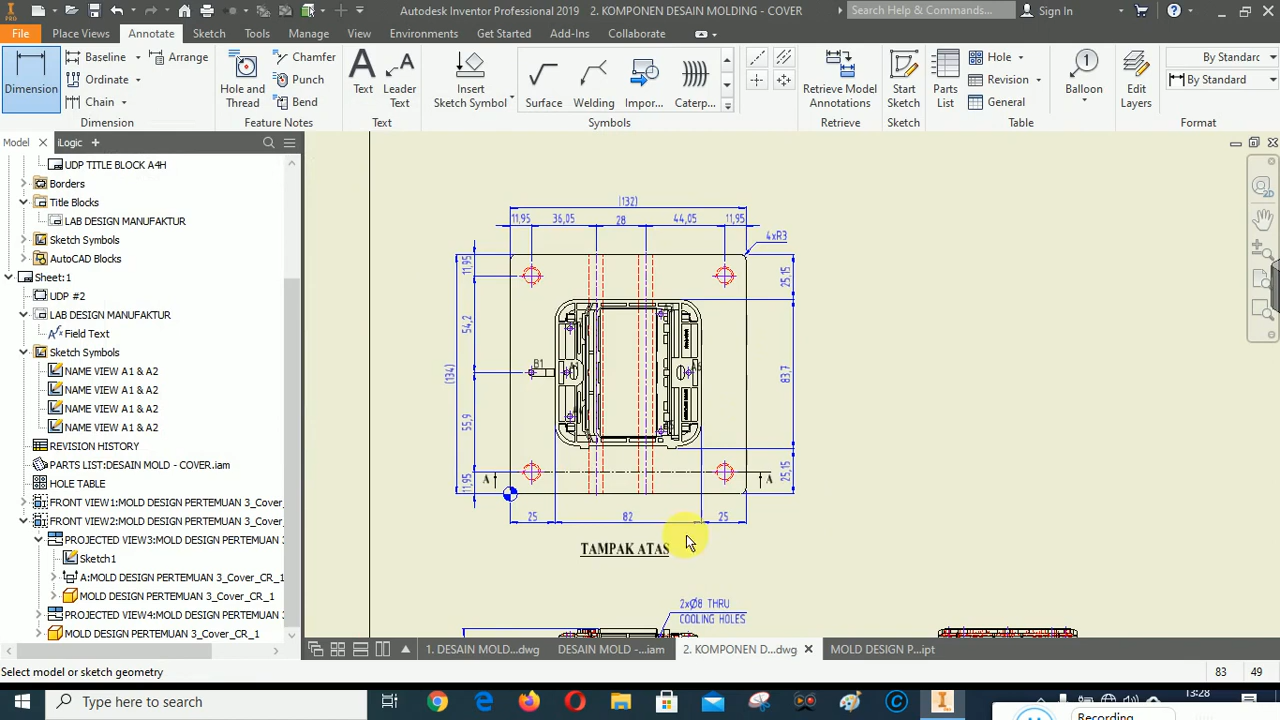 PRO
Autodesk Inventor Professional 2019 2. KOMPONEN DESAIN MOLDING - COVER
Search Help & Commands...
Sign In
File Place Views Annotate Sketch Tools Manage View Environments Get Started Add-Ins Collaborate
Dimension
Baseline
Ordinate
Chain
Arrange
Dimension
Hole and Thread
Chamfer
Punch
Bend
Feature Notes
Text
Leader Text
Text
Insert Sketch Symbol
Surface
Welding
Impor...
Caterp...
Symbols
Retrieve Model Annotations
Retrieve
Start Sketch
Sketch
Parts List
Hole
Revision
General
Table
Balloon
Edit Layers
By Standar
By Standard
Format
Model
iLogic
UDP TITLE BLOCK A4H
Borders
Title Blocks
LAB DESIGN MANUFAKTUR
Sketch Symbols
AutoCAD Blocks
Sheet:1
UDP #2
LAB DESIGN MANUFAKTUR
Field Text
Sketch Symbols
NAME VIEW A1 & A2
NAME VIEW A1 & A2
NAME VIEW A1 & A2
NAME VIEW A1 & A2
REVISION HISTORY
PARTS LIST:DESAIN MOLD - COVER.iam
HOLE TABLE
FRONT VIEW1:MOLD DESIGN PERTEMUAN 3_Cover_
FRONT VIEW2:MOLD DESIGN PERTEMUAN 3_Cover_
PROJECTED VIEW3:MOLD DESIGN PERTEMUAN
Sketch1
A:MOLD DESIGN PERTEMUAN 3_Cover_CR_1
MOLD DESIGN PERTEMUAN 3_Cover_CR_1
PROJECTED VIEW4:MOLD DESIGN PERTEMUAN
MOLD DESIGN PERTEMUAN 3_Cover_CR_1
(132)
11,95 36,05 28 44,05 11,95
4xR3
11,95
54,2
(134)
55,9
11,95
25,15
83,7
25,15
B1
A A
25 82 25
TAMPAK ATAS
2xØ8 THRU
COOLING HOLES
1. DESAIN MOLD...dwg
DESAIN MOLD -...iam
2. KOMPONEN D...dwg
MOLD DESIGN P...ipt
Select model or sketch geometry
83 49
Type here to search
13:28
Recording